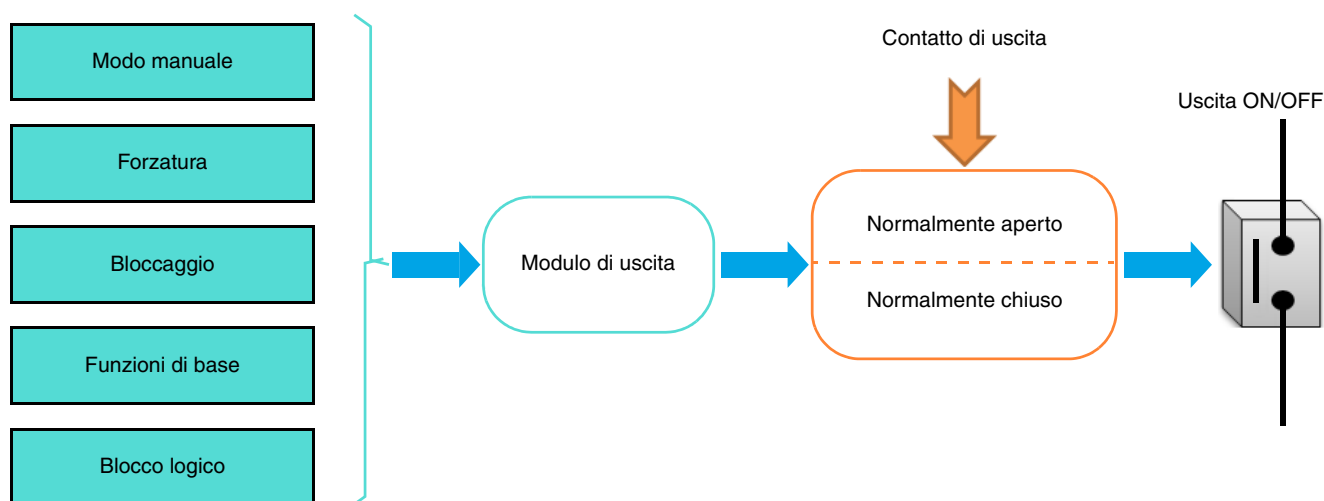 Modo manuale
Forzatura
Bloccaggio
Funzioni di base
Blocco logico
Modulo di uscita
Contatto di uscita
Normalmente aperto
Normalmente chiuso
Uscita ON/OFF